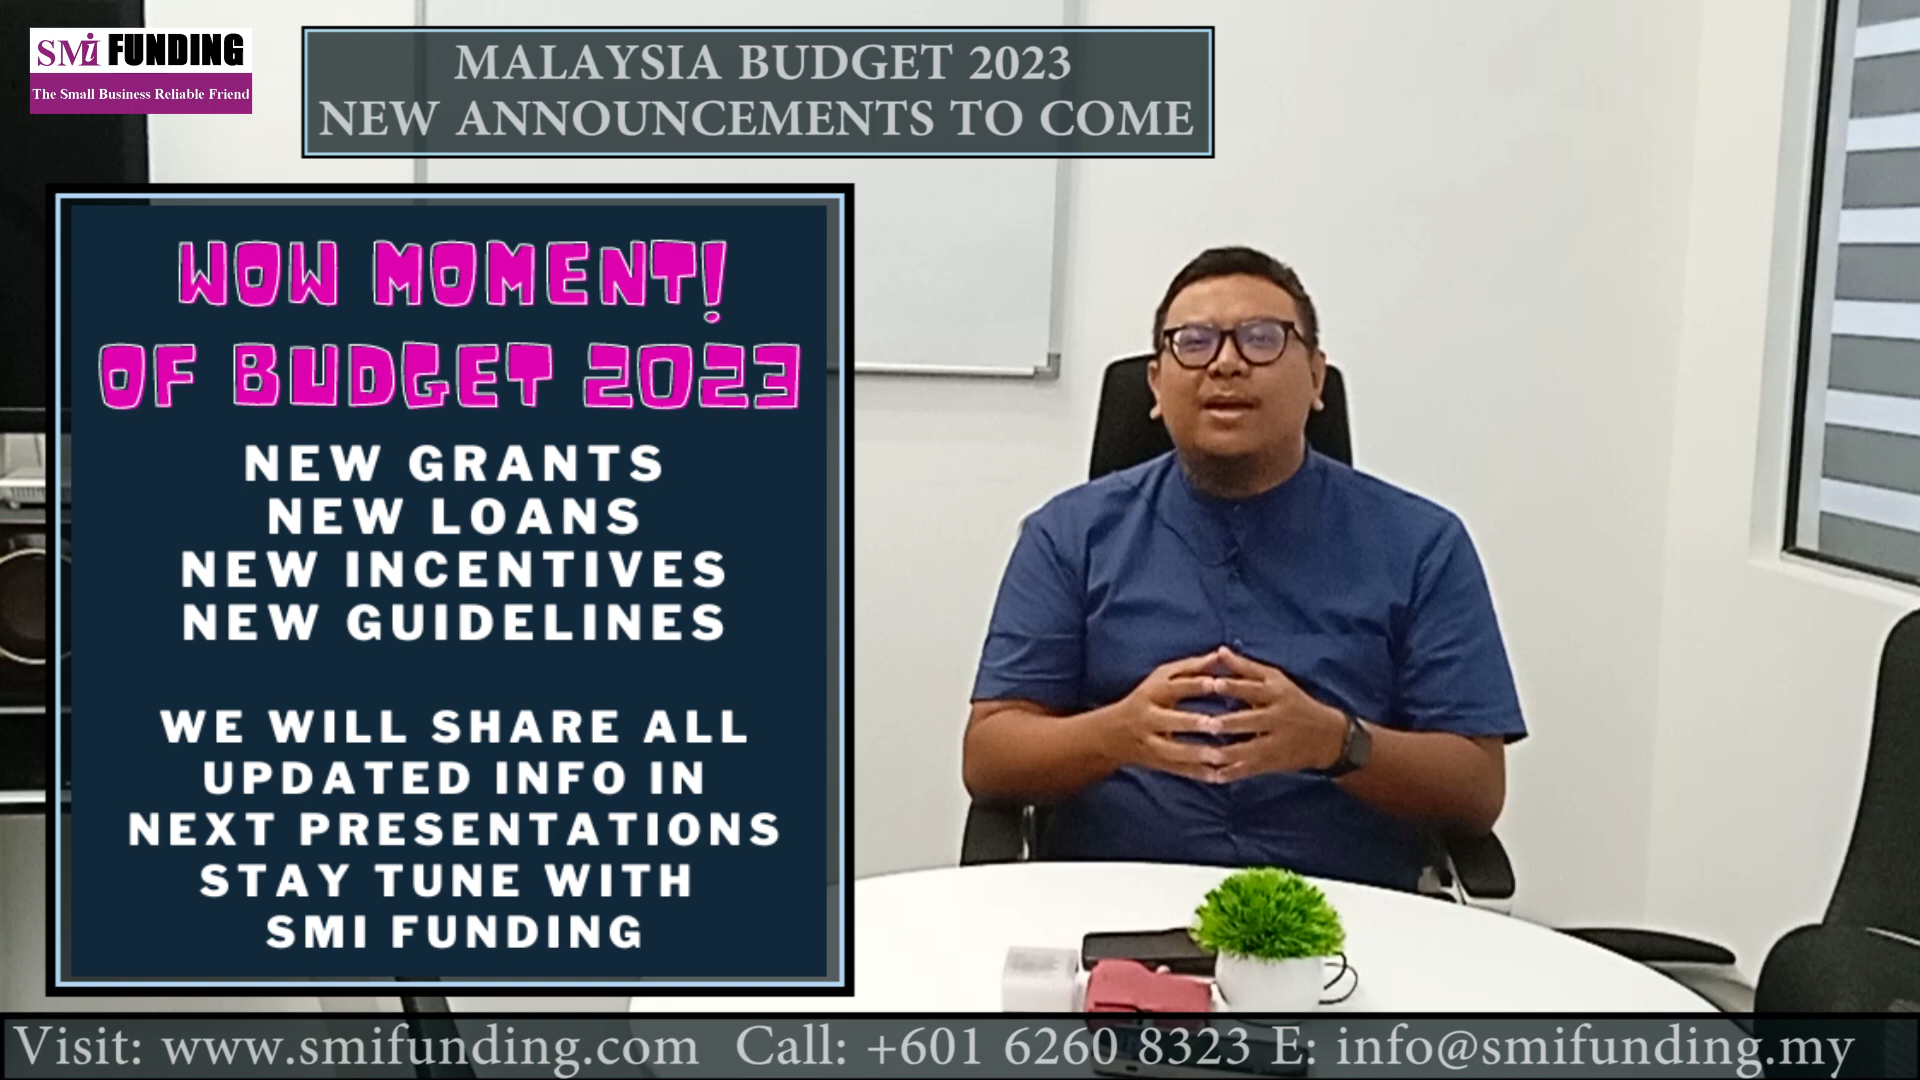 SMi FUNDING
The Small Business Reliable Friend
MALAYSIA BUDGET 2023
NEW ANNOUNCEMENTS TO COME
WOW MOMENT!
OF BUDGET 2023
NEW GRANTS
NEW LOANS
NEW INCENTIVES
NEW GUIDELINES
WE WILL SHARE ALL
UPDATED INFO IN
NEXT PRESENTATIONS
STAY TUNE WITH
SMI FUNDING
Visit: www.smifunding.com Call: +601 6260 8323 E: info@smifunding.my